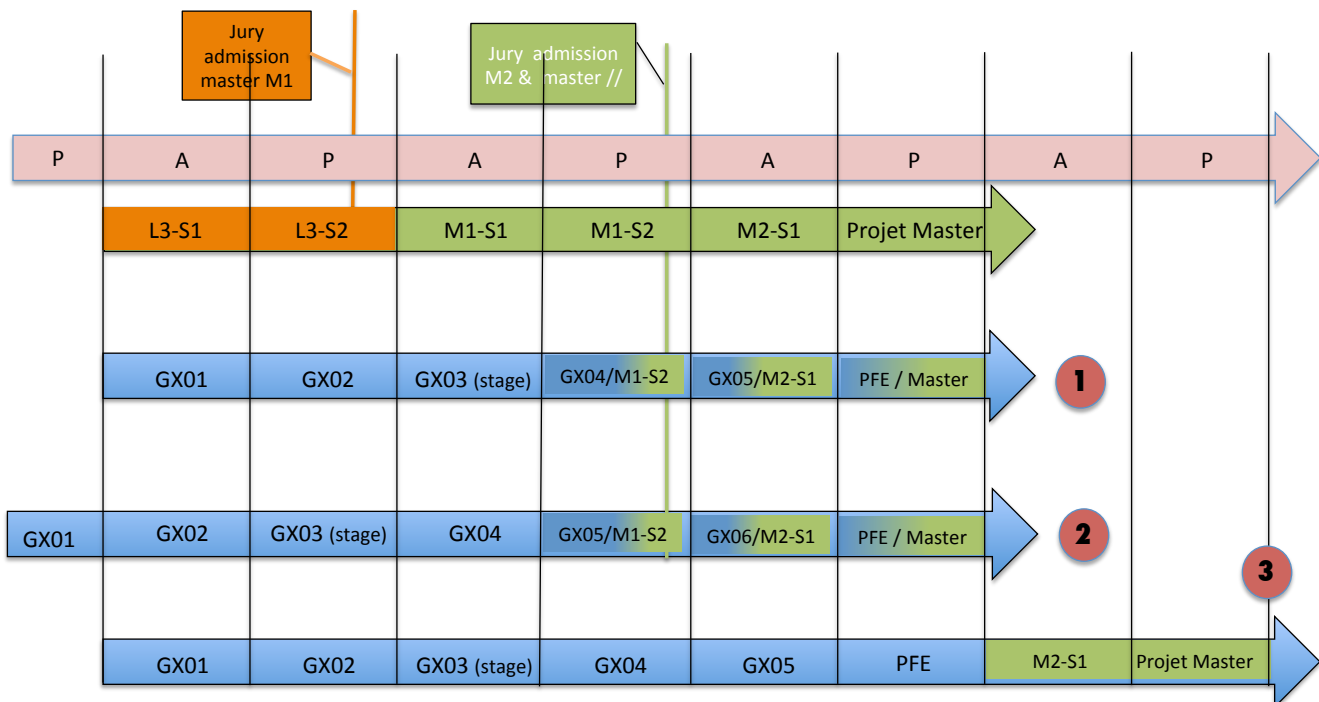 Jury
admission
master M1
Jury admission
M2 & master //
P A P A P A P A P
L3-S1 L3-S2 M1-S1 M1-S2 M2-S1 Projet Master
GX01 GX02 GX03 (stage) GX04/M1-S2 GX05/M2-S1 PFE / Master 1
GX01 GX02 GX03 (stage) GX04 GX05/M1-S2 GX06/M2-S1 PFE / Master 2
3
GX01 GX02 GX03 (stage) GX04 GX05 PFE M2-S1 Projet Master